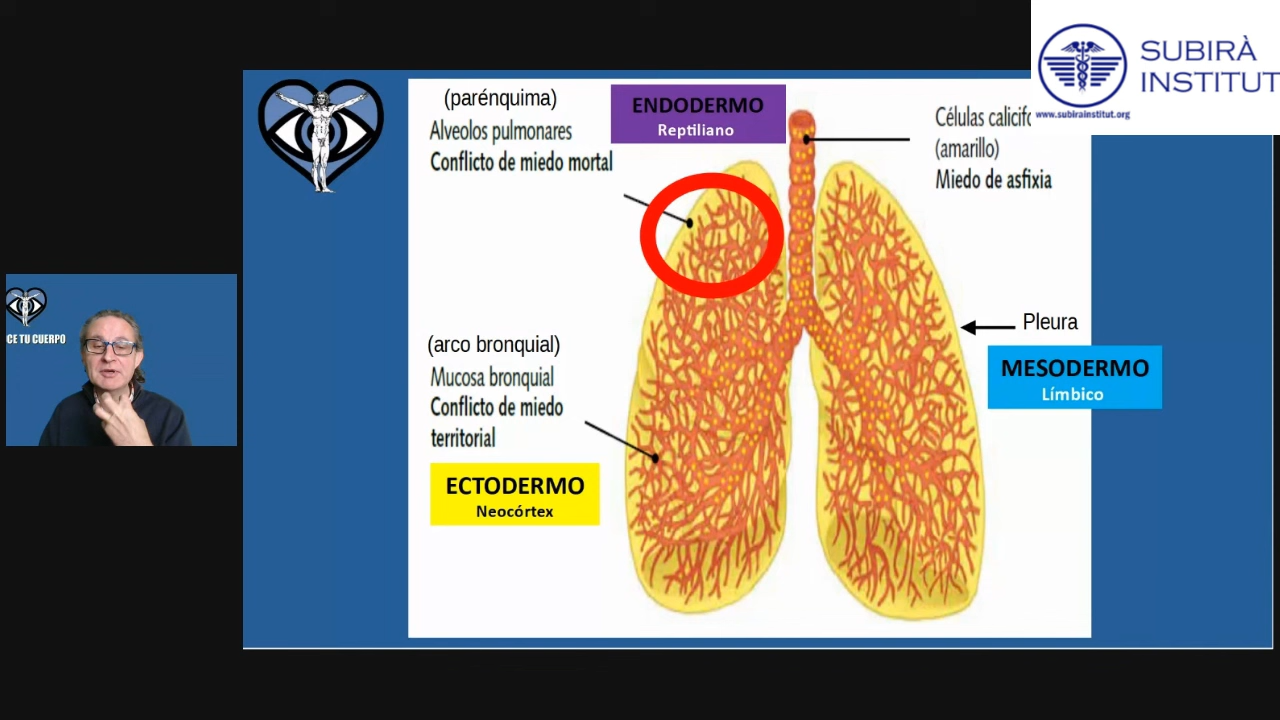 SUBIRÀ
INSTITUT
www.subirainstitut.org
(parénquima)
Alveolos pulmonares
Conflicto de miedo mortal
ENDODERMO
Reptiliano
Células
(amarillo)
Miedo de asfixia
Pleura
MESODERMO
Límbico
(arco bronquial)
Mucosa bronquial
Conflicto de miedo
territorial
ECTODERMO
Neocórtex
CE TU CUERPO